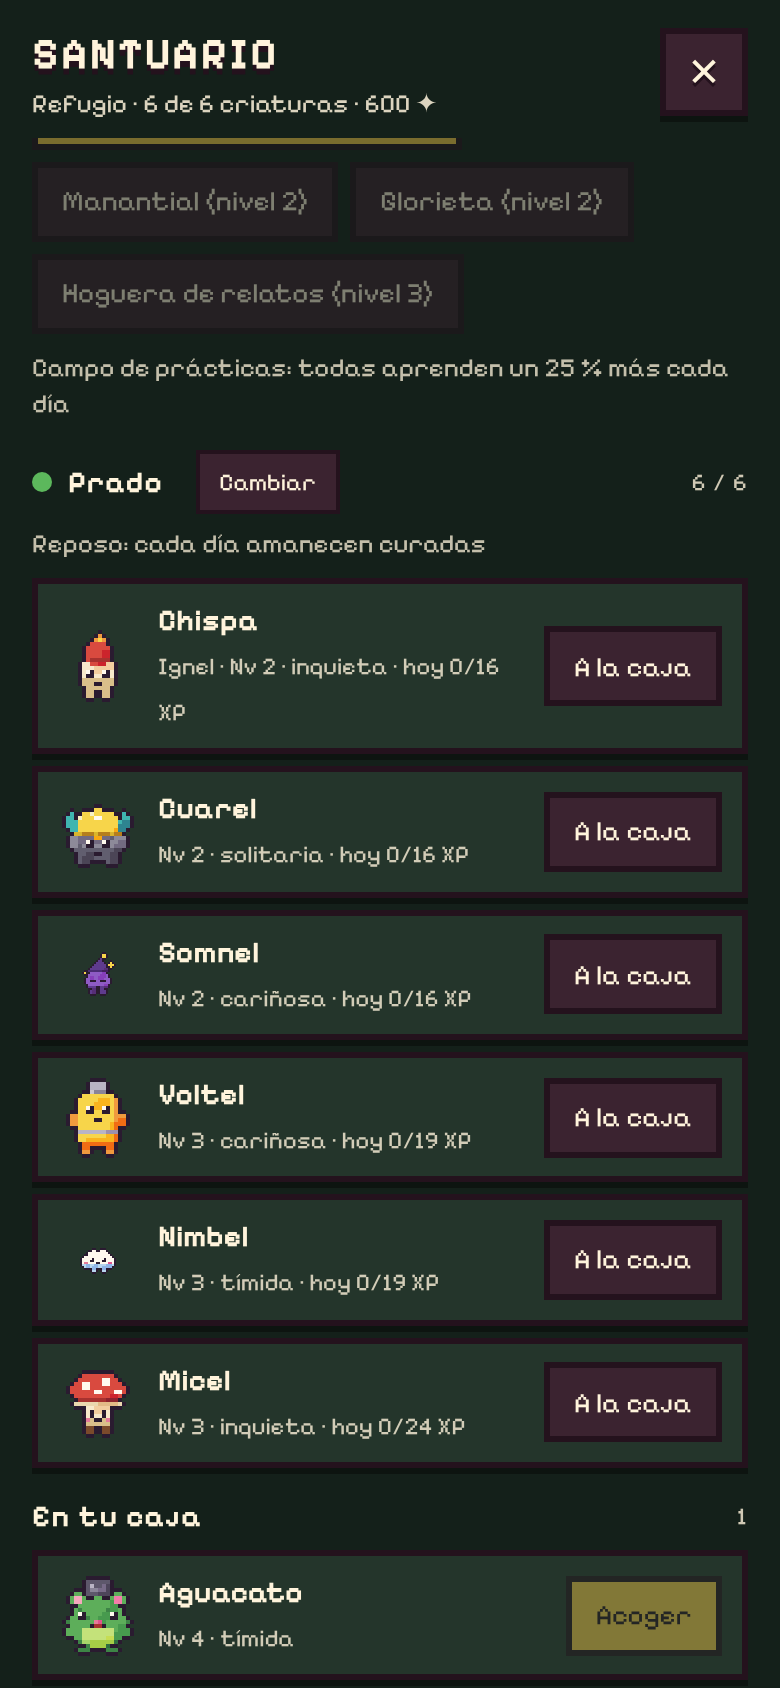 SANTUARIO
Refugio · 6 de 6 criaturas · 600 ✦
×
Manantial (nivel 2)
Glorieta (nivel 2)
Hoguera de relatos (nivel 3)
Campo de prácticas: todas aprenden un 25 % más cada
día
Prado
Cambiar
6 / 6
Reposo: cada día amanecen curadas
Chispa
Ignel · Nv 2 · inquieta · hoy 0/16
XP
A la caja
Cuarel
Nv 2 · solitaria · hoy 0/16 XP
A la caja
Somnel
Nv 2 · cariñosa · hoy 0/16 XP
A la caja
Voltel
Nv 3 · cariñosa · hoy 0/19 XP
A la caja
Nimbel
Nv 3 · tímida · hoy 0/19 XP
A la caja
Micel
Nv 3 · inquieta · hoy 0/24 XP
A la caja
En tu caja
1
Aguacato
Nv 4 · tímida
Acoger